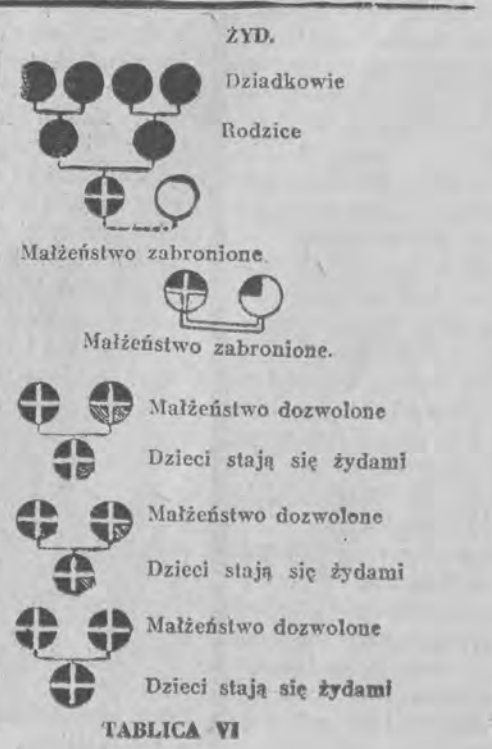 ŻYD.
Dziadkowie
Rodzice
Małżeństwo zabronione.
Małżeństwo zabronione.
Małżeństwo dozwolone
Dzieci stają się żydami
Małżeństwo dozwolone
Dzieci stają się żydami
Małżeństwo dozwolone
Dzieci stają się żydami
TABLICA VI